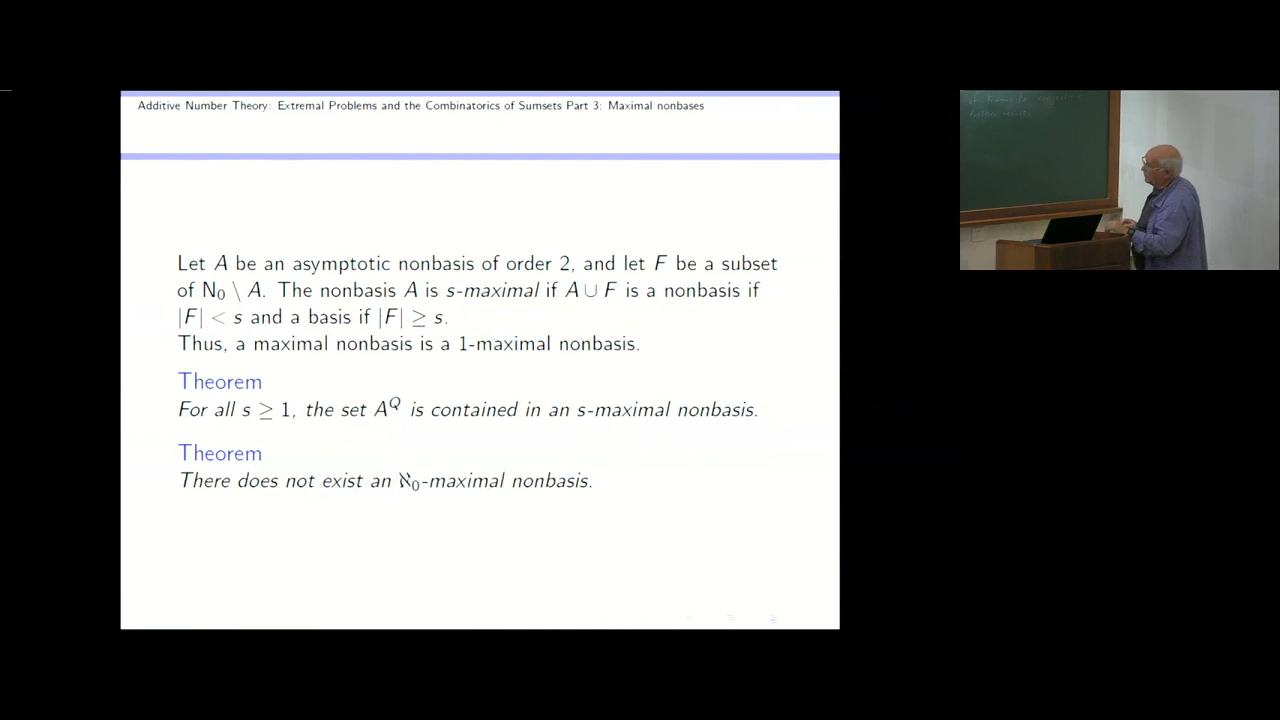 Additive Number Theory: Extremal Problems and the Combinatorics of Sumsets Part 3: Maximal nonbases
Let A be an asymptotic nonbasis of order 2, and let F be a subset
of N₀ \ A. The nonbasis A is s-maximal if A ∪ F is a nonbasis if
|F| < s and a basis if |F| ≥ s.
Thus, a maximal nonbasis is a 1-maximal nonbasis.
Theorem
For all s ≥ 1, the set A^Q is contained in an s-maximal nonbasis.
Theorem
There does not exist an ℵ₀-maximal nonbasis.